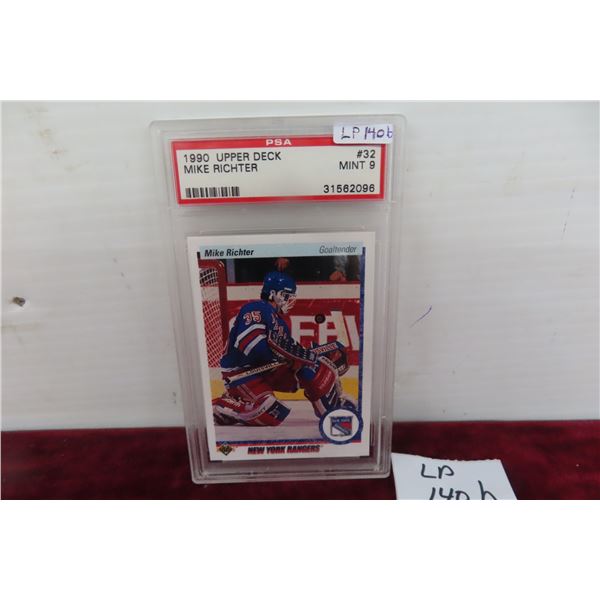 PSA
LP 140b
1990 UPPER DECK #32
MIKE RICHTER MINT 9
31562096
Mike Richter Goaltender
35
NEW YORK RANGERS
LP
140 b